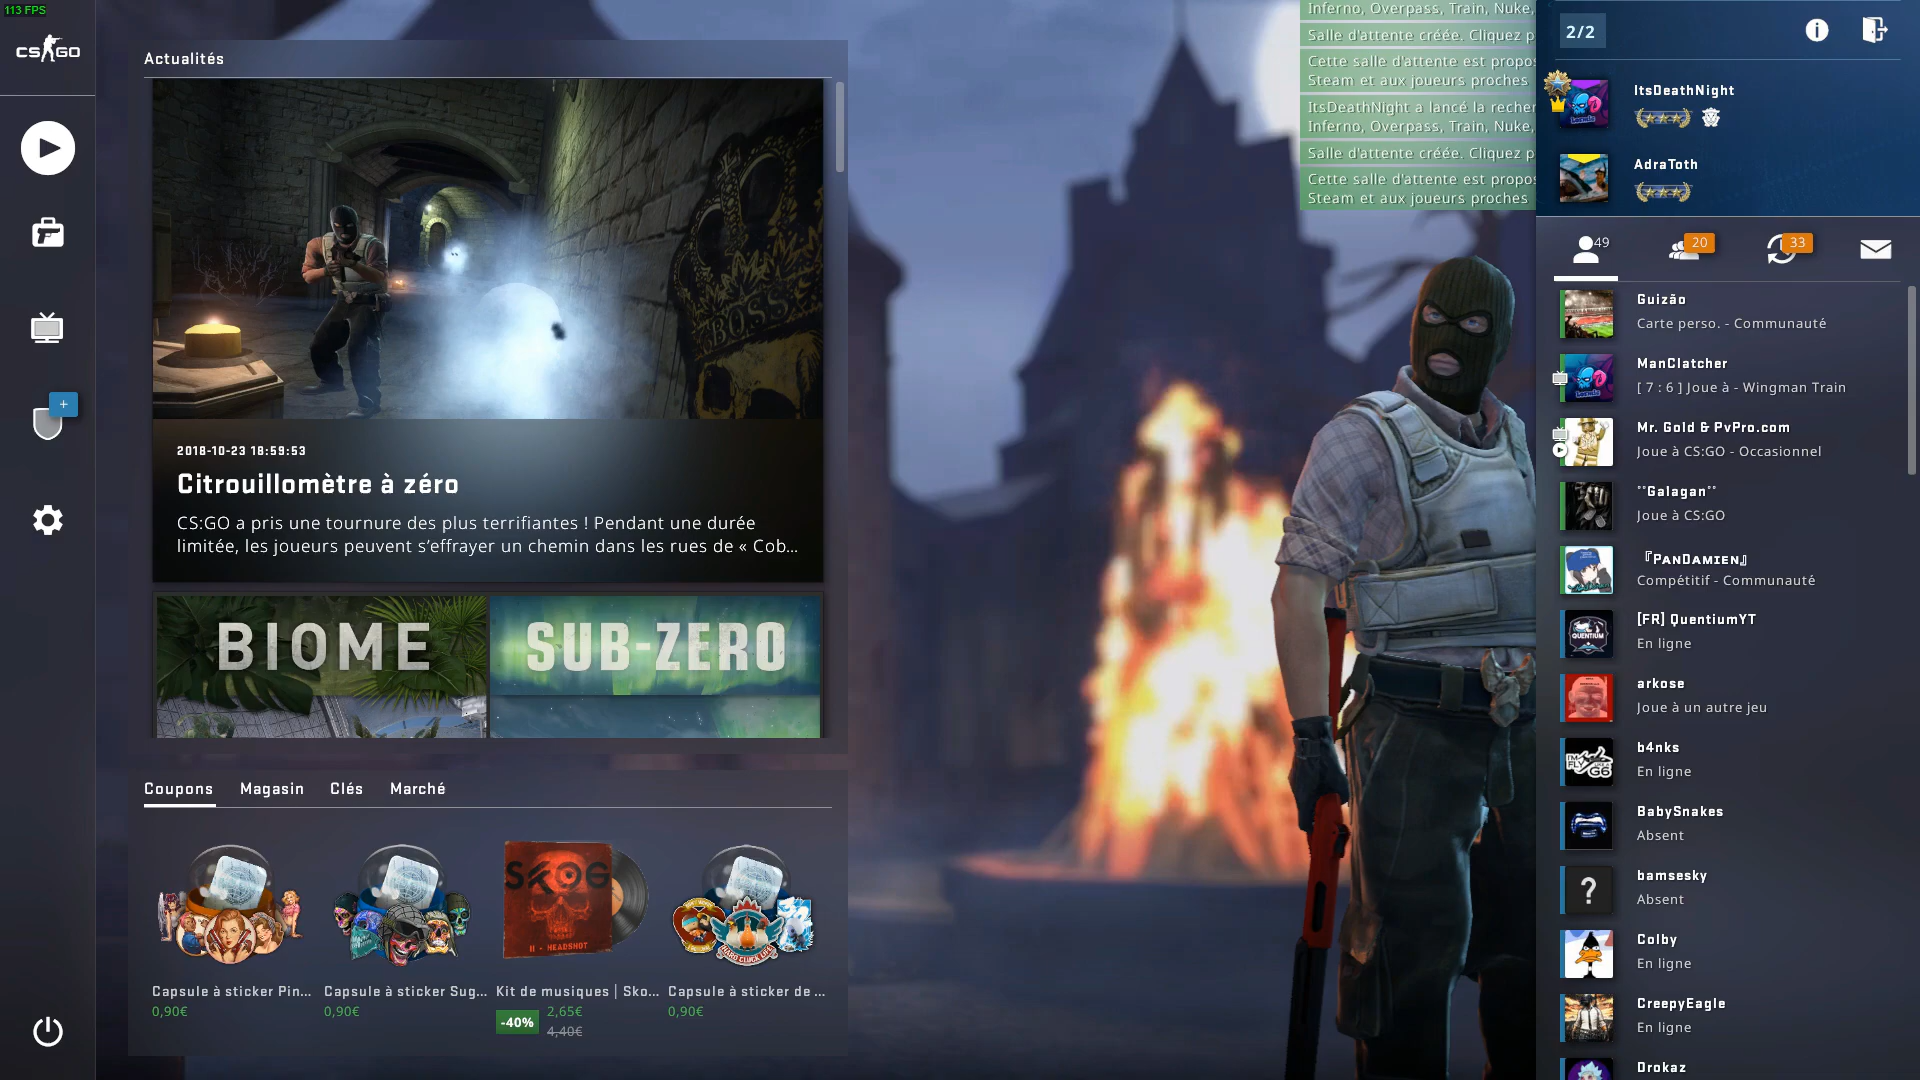 113 FPS
CS GO
+
Actualités
BOSS
2018-10-23 18:59:53
Citrouillomètre à zéro
CS:GO a pris une tournure des plus terrifiantes ! Pendant une durée
limitée, les joueurs peuvent s'effrayer un chemin dans les rues de « Cob...
BIOME
SUB-ZERO
Coupons
Magasin
Clés
Marché
SKOG
II - HEADSHOT
Capsule à sticker Pin...
0,90€
Capsule à sticker Sug...
0,90€
Kit de musiques | Sko...
-40%
2,65€
4,40€
Capsule à sticker de ...
0,90€
Inferno, Overpass, Train, Nuke,
Salle d'attente créée. Cliquez p
Cette salle d'attente est propos
Steam et aux joueurs proches
ItsDeathNight a lancé la recher
Inferno, Overpass, Train, Nuke,
Salle d'attente créée. Cliquez p
Cette salle d'attente est propos
Steam et aux joueurs proches
2/2
ItsDeathNight
AdraToth
49
20
33
Guizão
Carte perso. - Communauté
ManClatcher
[ 7 : 6 ] Joue à - Wingman Train
Mr. Gold & PvPro.com
Joue à CS:GO - Occasionnel
°°Galagan°°
Joue à CS:GO
『PANDAMIEN』
Compétitif - Communauté
QUENTIUM
[FR] QuentiumYT
En ligne
arkose
Joue à un autre jeu
I'M FLY LIKE A G6
b4nks
En ligne
BabySnakes
Absent
?
bamsesky
Absent
Colby
En ligne
CreepyEagle
En ligne
Drokaz